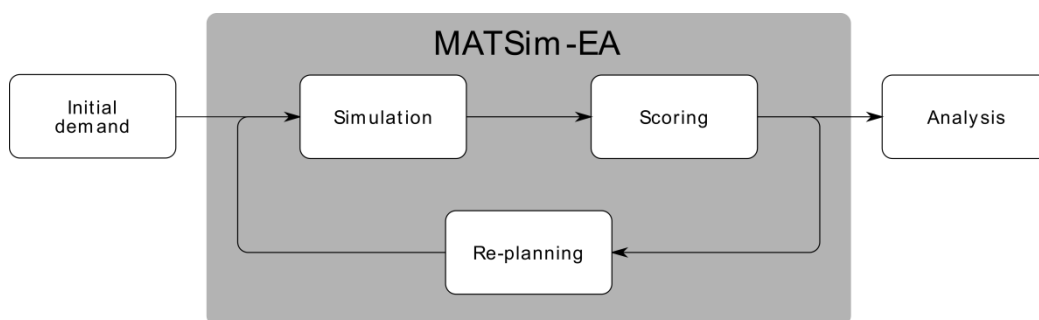 MATSim-EA
Initial
demand
Simulation
Scoring
Analysis
Re-planning